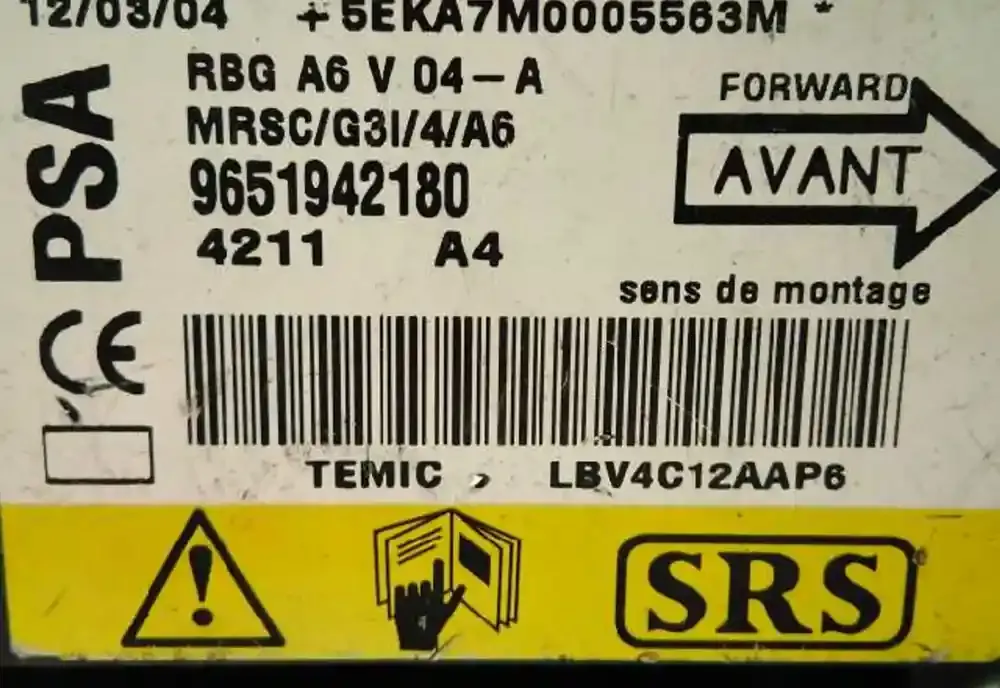 12/03/04 +5EKA7M0005563M *
PSA
RBG A6 V 04-A
MRSC/G3I/4/A6
9651942180
4211 A4
FORWARD
AVANT
sens de montage
CE
TEMIC , LBV4C12AAP6
SRS